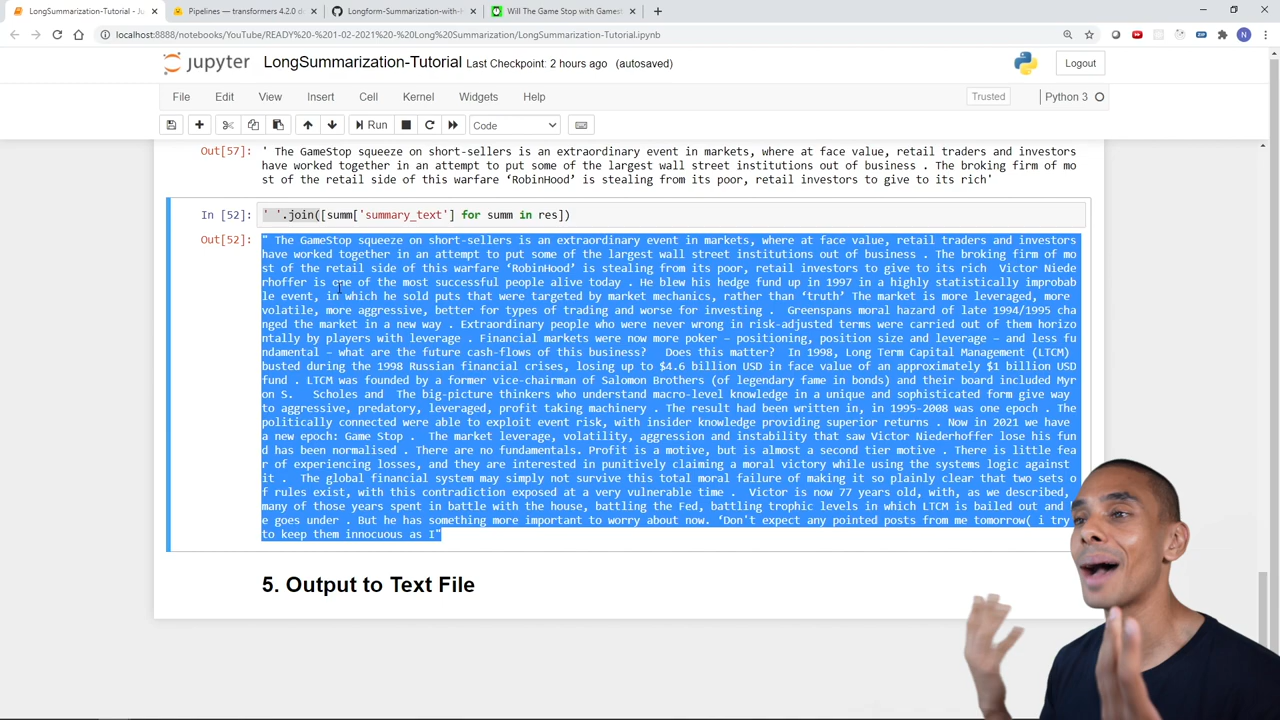 LongSummarization-Tutorial - Ju
Pipelines — transformers 4.2.0 d
Longform-Summarization-with-
Will The Game Stop with Games
localhost:8888/notebooks/YouTube/READY%20-%201-02-2021%20-%20Long%20Summarization/LongSummarization-Tutorial.ipynb
N
jupyter LongSummarization-Tutorial Last Checkpoint: 2 hours ago (autosaved)
Logout
File Edit View Insert Cell Kernel Widgets Help
Trusted
Python 3
Run
Code
Out[57]: ' The GameStop squeeze on short-sellers is an extraordinary event in markets, where at face value, retail traders and investors
have worked together in an attempt to put some of the largest wall street institutions out of business . The broking firm of mo
st of the retail side of this warfare ‘RobinHood’ is stealing from its poor, retail investors to give to its rich'
In [52]: ' '.join([summ['summary_text'] for summ in res])
Out[52]: " The GameStop squeeze on short-sellers is an extraordinary event in markets, where at face value, retail traders and investors
have worked together in an attempt to put some of the largest wall street institutions out of business . The broking firm of mo
st of the retail side of this warfare ‘RobinHood’ is stealing from its poor, retail investors to give to its rich  Victor Niede
rhoffer is one of the most successful people alive today . He blew his hedge fund up in 1997 in a highly statistically improbab
le event, in which he sold puts that were targeted by market mechanics, rather than ‘truth’ The market is more leveraged, more
volatile, more aggressive, better for types of trading and worse for investing .  Greenspans moral hazard of late 1994/1995 cha
nged the market in a new way . Extraordinary people who were never wrong in risk-adjusted terms were carried out of them horizo
ntally by players with leverage . Financial markets were now more poker – positioning, position size and leverage – and less fu
ndamental – what are the future cash-flows of this business?   Does this matter?  In 1998, Long Term Capital Management (LTCM)
busted during the 1998 Russian financial crises, losing up to $4.6 billion USD in face value of an approximately $1 billion USD
fund . LTCM was founded by a former vice-chairman of Salomon Brothers (of legendary fame in bonds) and their board included Myr
on S.   Scholes and  The big-picture thinkers who understand macro-level knowledge in a unique and sophisticated form give way
to aggressive, predatory, leveraged, profit taking machinery . The result had been written in, in 1995-2008 was one epoch . The
politically connected were able to exploit event risk, with insider knowledge providing superior returns . Now in 2021 we have
a new epoch: Game Stop .  The market leverage, volatility, aggression and instability that saw Victor Niederhoffer lose his fun
d has been normalised . There are no fundamentals. Profit is a motive, but is almost a second tier motive . There is little fea
r of experiencing losses, and they are interested in punitively claiming a moral victory while using the systems logic against
it .  The global financial system may simply not survive this total moral failure of making it so plainly clear that two sets o
f rules exist, with this contradiction exposed at a very vulnerable time .  Victor is now 77 years old, with, as we described,
many of those years spent in battle with the house, battling the Fed, battling trophic levels in which LTCM is bailed out and
e goes under . But he has something more important to worry about now. ‘Don't expect any pointed posts from me tomorrow( i try
to keep them innocuous as I"
5. Output to Text File